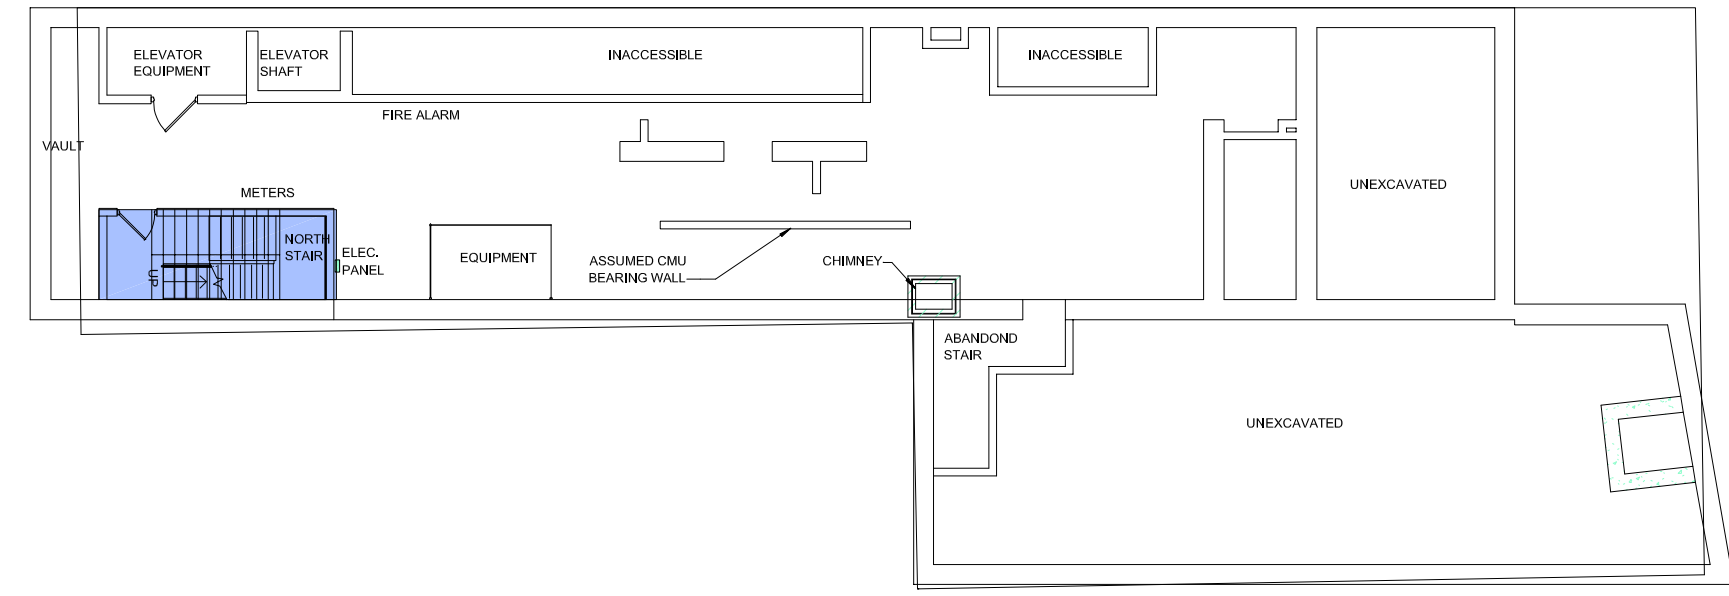 ELEVATOR
EQUIPMENT
ELEVATOR
SHAFT
INACCESSIBLE
INACCESSIBLE
FIRE ALARM
VAULT
METERS
UNEXCAVATED
NORTH
STAIR
UP
ELEC.
PANEL
EQUIPMENT
ASSUMED CMU
BEARING WALL
CHIMNEY
ABANDOND
STAIR
UNEXCAVATED